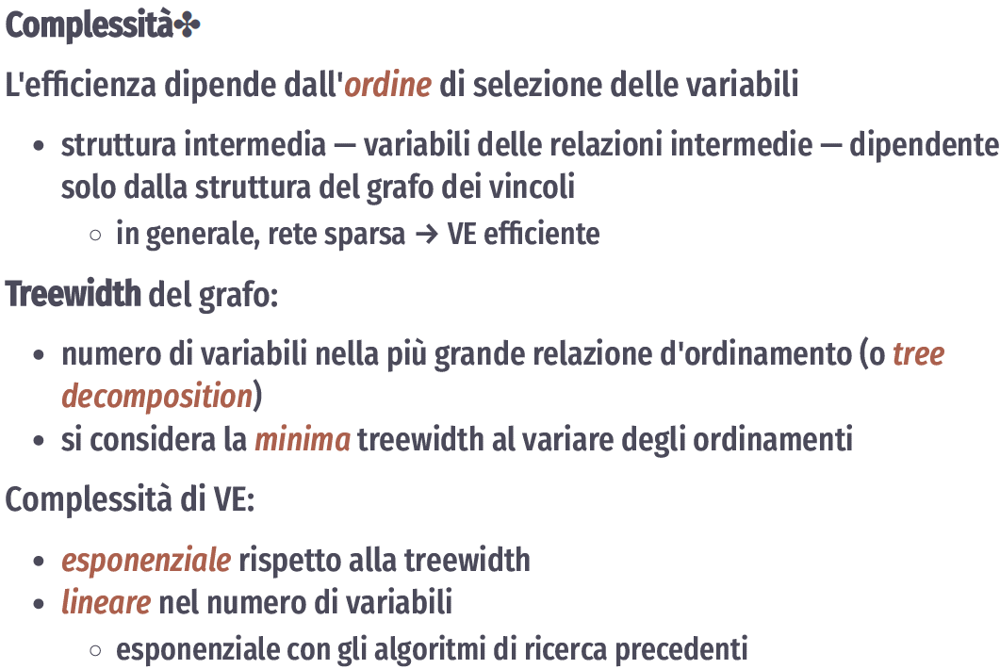 Complessità✣
L'efficienza dipende dall'ordine di selezione delle variabili
• struttura intermedia — variabili delle relazioni intermedie — dipendente
solo dalla struttura del grafo dei vincoli
◦ in generale, rete sparsa → VE efficiente
Treewidth del grafo:
• numero di variabili nella più grande relazione d'ordinamento (o tree
decomposition)
• si considera la minima treewidth al variare degli ordinamenti
Complessità di VE:
• esponenziale rispetto alla treewidth
• lineare nel numero di variabili
◦ esponenziale con gli algoritmi di ricerca precedenti